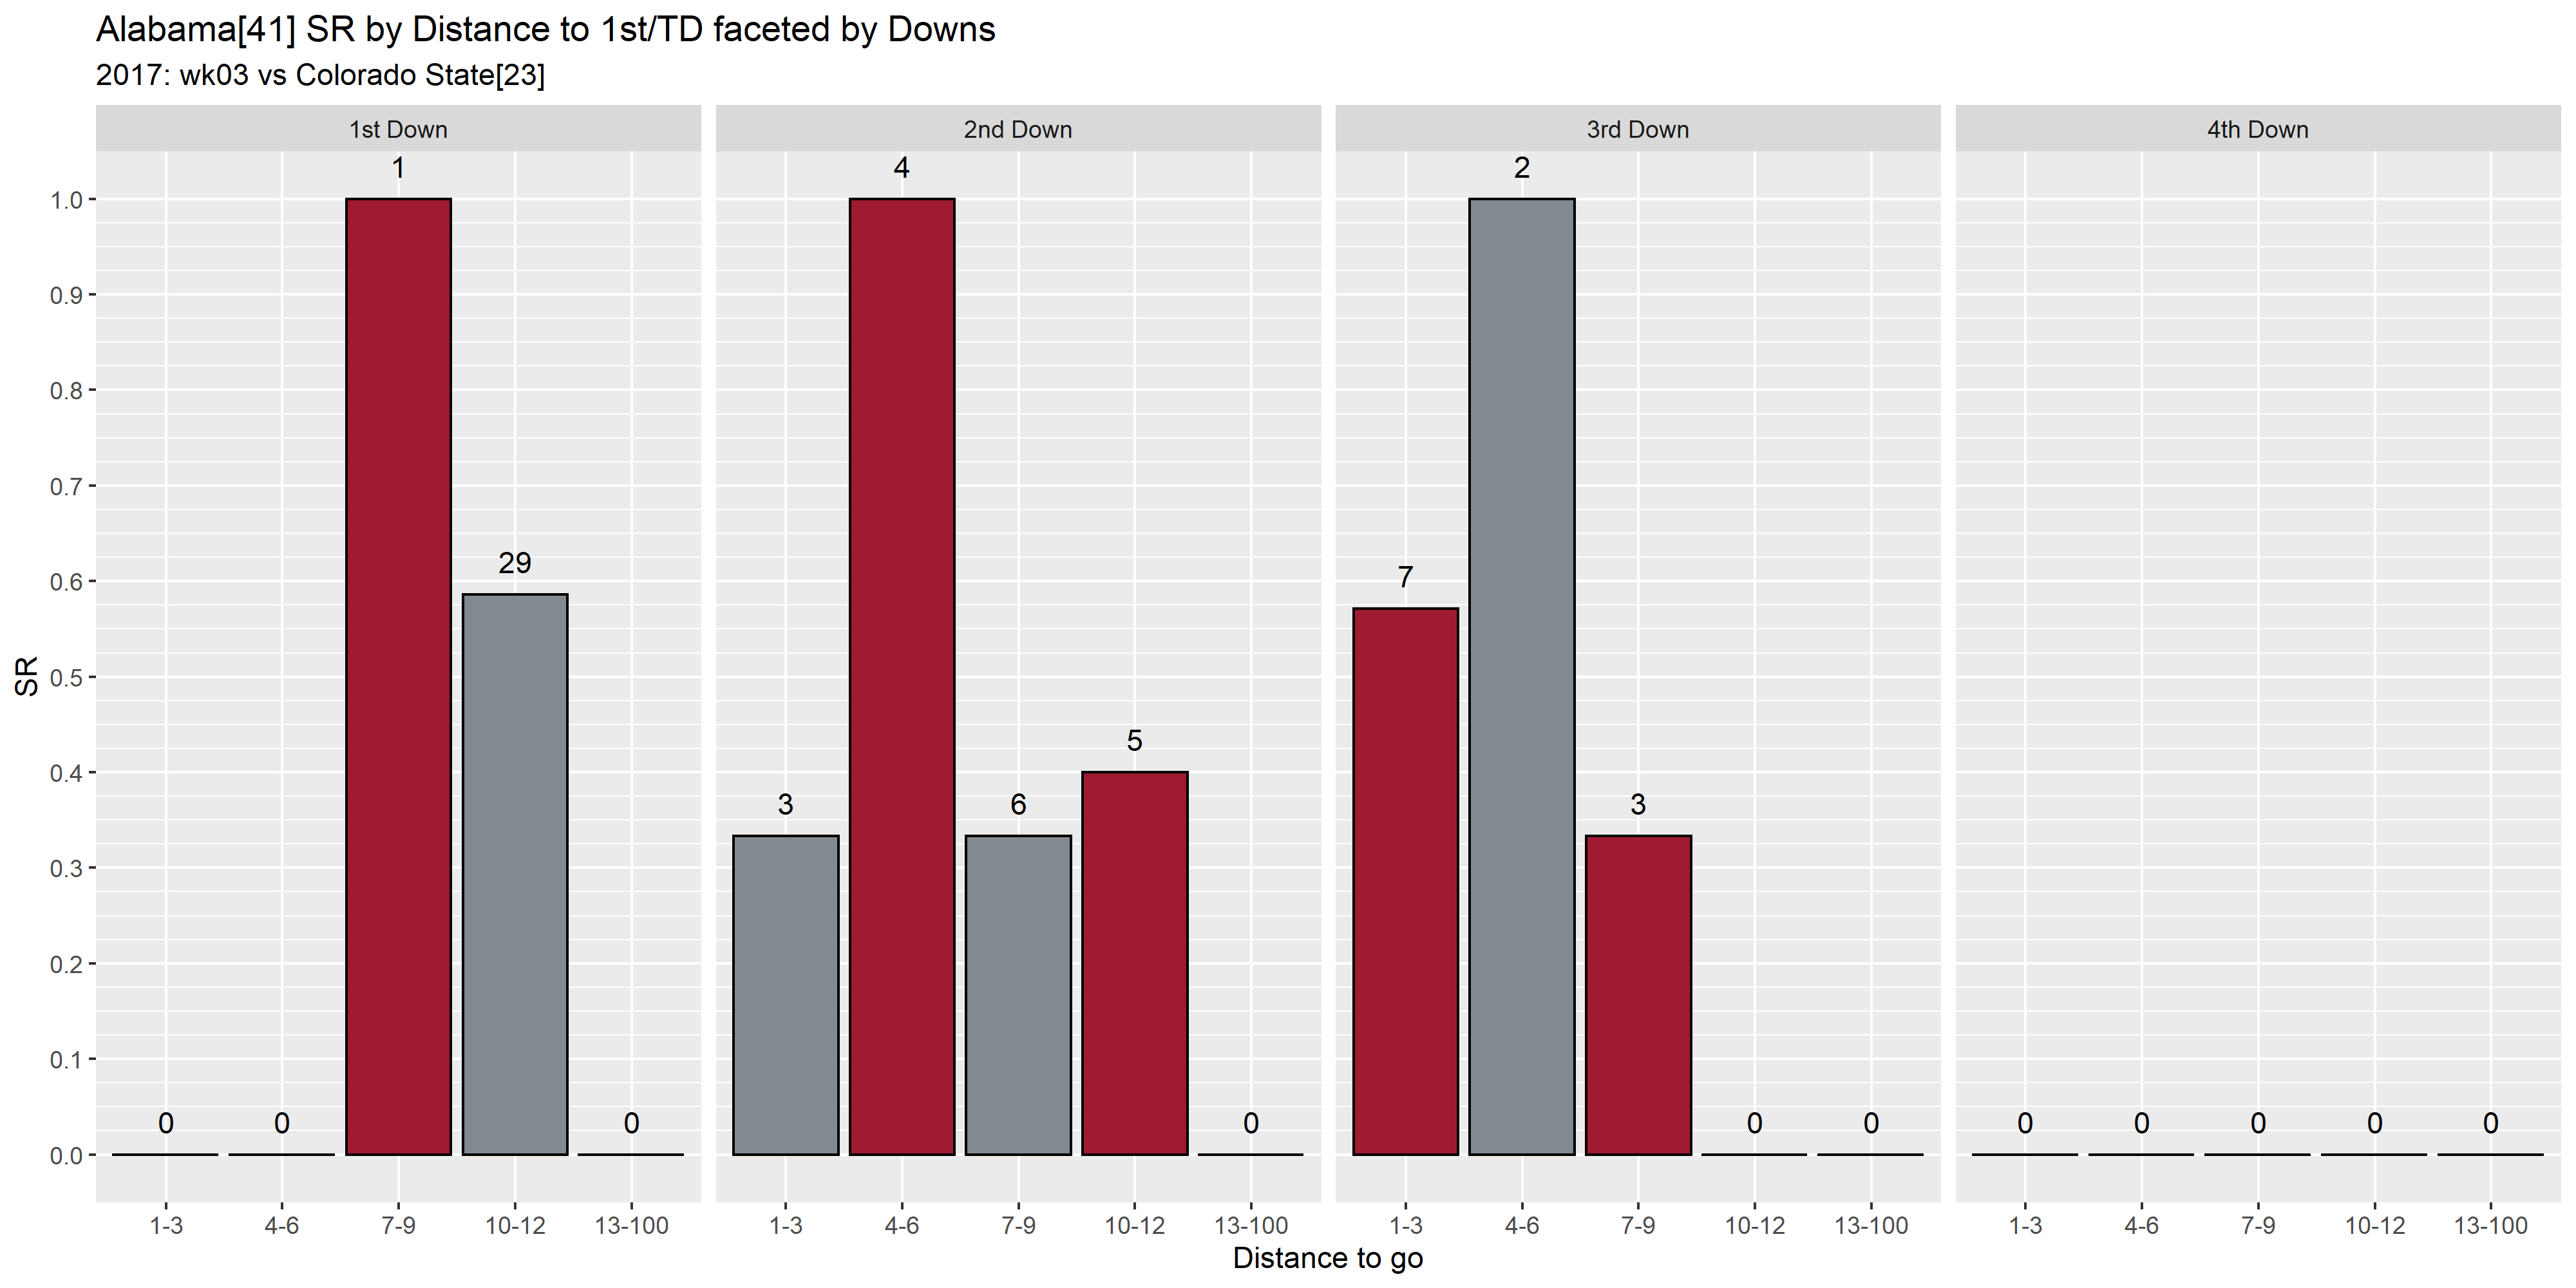 Alabama[41] SR by Distance to 1st/TD faceted by Downs
2017: wk03 vs Colorado State[23]
1st Down 2nd Down 3rd Down 4th Down
SR
1.0
0.9
0.8
0.7
0.6
0.5
0.4
0.3
0.2
0.1
0.0
0 0 1 29 0
3 4 6 5 0
7 2 3 0 0
0 0 0 0 0
1-3 4-6 7-9 10-12 13-100 1-3 4-6 7-9 10-12 13-100 1-3 4-6 7-9 10-12 13-100 1-3 4-6 7-9 10-12 13-100
Distance to go